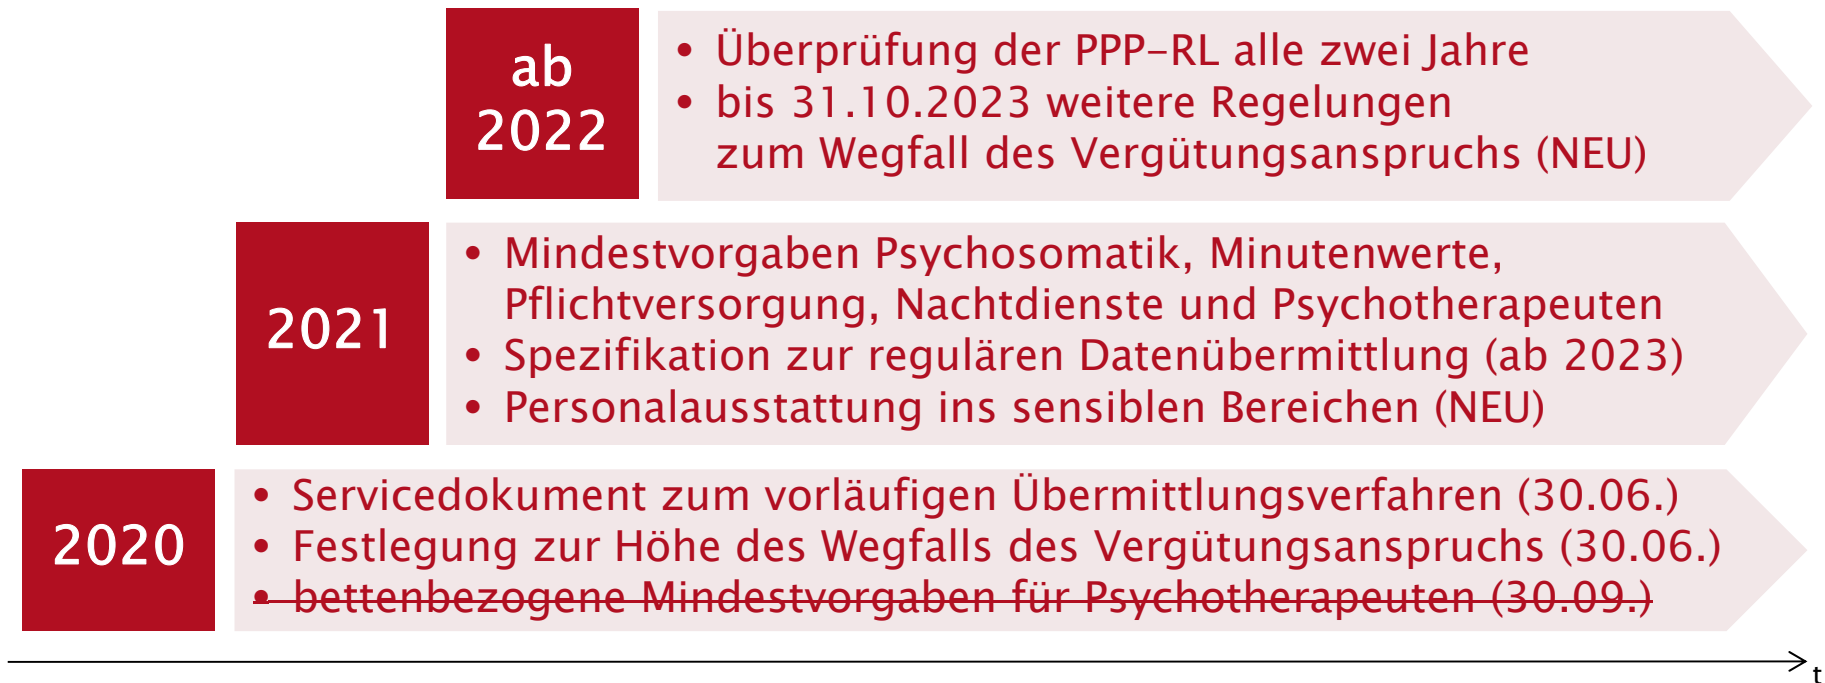 ab
2022
• Überprüfung der PPP-RL alle zwei Jahre
• bis 31.10.2023 weitere Regelungen
zum Wegfall des Vergütungsanspruchs (NEU)
2021
• Mindestvorgaben Psychosomatik, Minutenwerte,
Pflichtversorgung, Nachtdienste und Psychotherapeuten
• Spezifikation zur regulären Datenübermittlung (ab 2023)
• Personalausstattung ins sensiblen Bereichen (NEU)
2020
• Servicedokument zum vorläufigen Übermittlungsverfahren (30.06.)
• Festlegung zur Höhe des Wegfalls des Vergütungsanspruchs (30.06.)
• bettenbezogene Mindestvorgaben für Psychotherapeuten (30.09.)
t